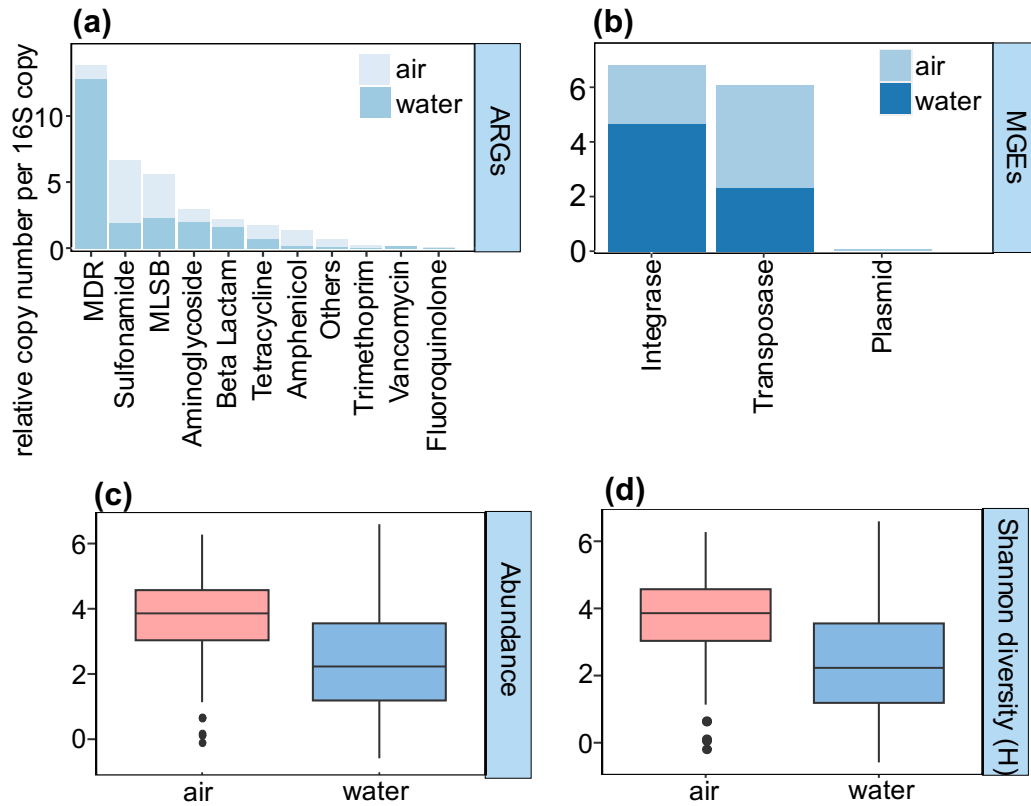 (a)
relative copy number per 16S copy
10
5
0
air
water
ARGs
MDR
Sulfonamide
MLSB
Aminoglycoside
Beta Lactam
Tetracycline
Amphenicol
Others
Trimethoprim
Vancomycin
Fluoroquinolone
(b)
6
4
2
0
air
water
MGEs
Integrase
Transposase
Plasmid
(c)
6
4
2
0
air
water
Abundance
(d)
6
4
2
0
air
water
Shannon diversity (H)